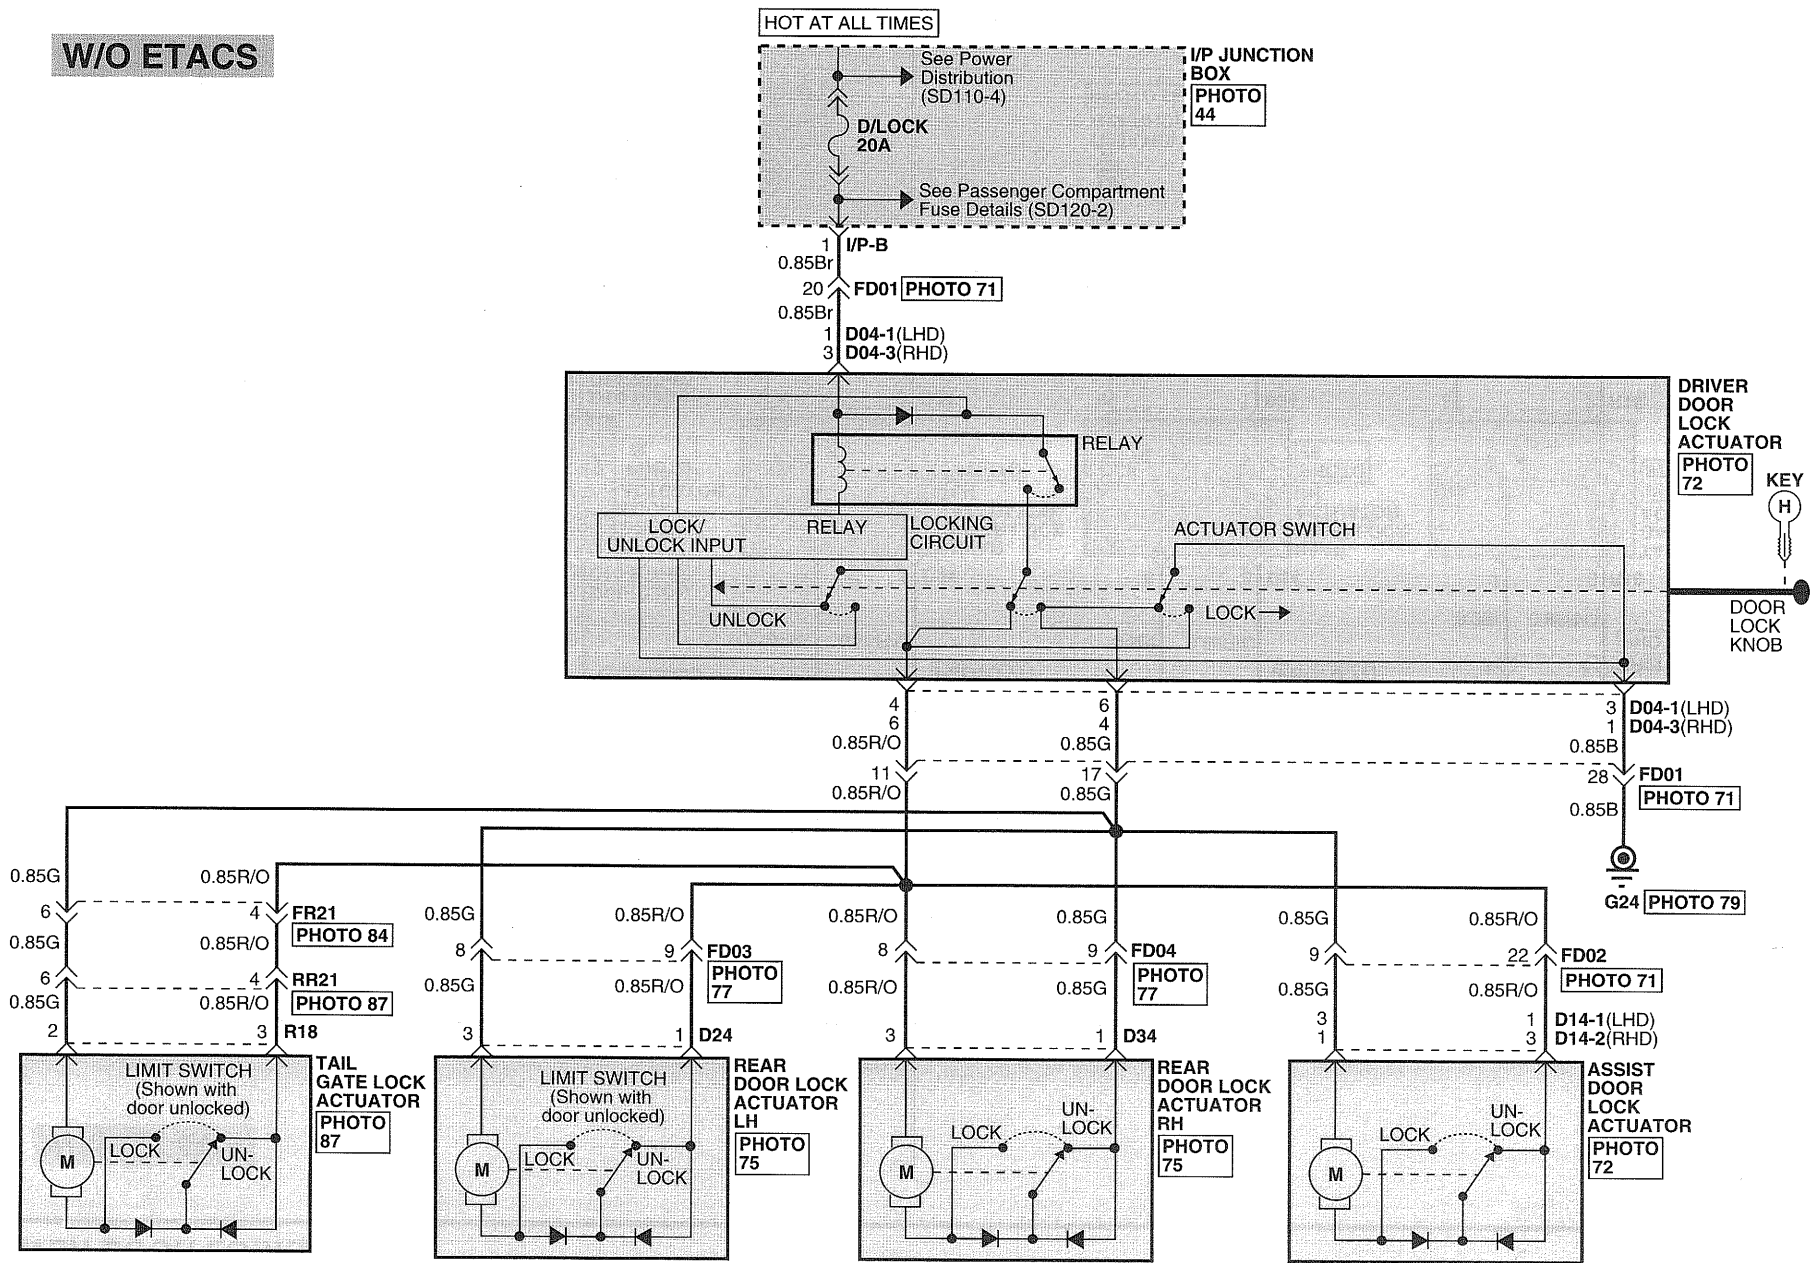 HOT AT ALL TIMES
W/O ETACS
See Power
Distribution
(SD110-4)
I/P JUNCTION
BOX
PHOTO
44
D/LOCK
20A
See Passenger Compartment
Fuse Details (SD120-2)
1 I/P-B
0.85Br
20 FD01 PHOTO 71
0.85Br
1 D04-1(LHD)
3 D04-3(RHD)
DRIVER
DOOR
LOCK
ACTUATOR
PHOTO
72
KEY
H
RELAY
LOCK/
UNLOCK INPUT
RELAY
LOCKING
CIRCUIT
ACTUATOR SWITCH
UNLOCK
LOCK
DOOR
LOCK
KNOB
4 6 3 D04-1(LHD)
6 4 1 D04-3(RHD)
0.85R/O 0.85G 0.85B
11 17 28 FD01
PHOTO 71
0.85R/O 0.85G 0.85B
G24 PHOTO 79
0.85G 0.85R/O
6 4 FR21
PHOTO 84
0.85G 0.85R/O
6 4 RR21
PHOTO 87
0.85G 0.85R/O
2 3 R18
0.85G 0.85R/O
8 9 FD03
PHOTO
77
0.85G 0.85R/O
3 1 D24
0.85R/O 0.85G
8 9 FD04
PHOTO
77
0.85R/O 0.85G
3 1 D34
0.85G 0.85R/O
9 22 FD02
PHOTO 71
0.85G 0.85R/O
3 1 D14-1(LHD)
1 3 D14-2(RHD)
LIMIT SWITCH
(Shown with
door unlocked)
LOCK
UN-
LOCK
M
TAIL
GATE LOCK
ACTUATOR
PHOTO
87
LIMIT SWITCH
(Shown with
door unlocked)
LOCK
UN-
LOCK
M
REAR
DOOR LOCK
ACTUATOR
LH
PHOTO
75
LOCK
UN-
LOCK
M
REAR
DOOR LOCK
ACTUATOR
RH
PHOTO
75
LOCK
UN-
LOCK
M
ASSIST
DOOR
LOCK
ACTUATOR
PHOTO
72